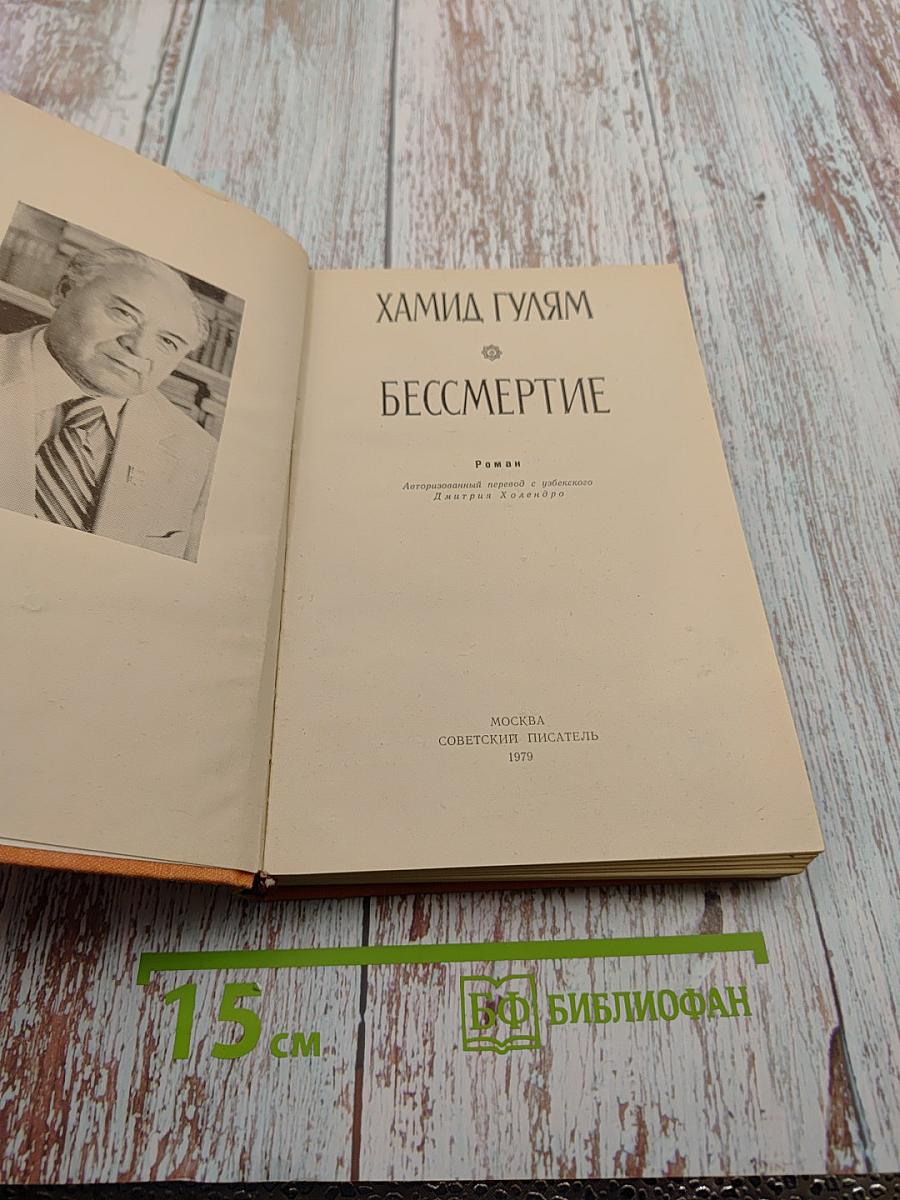 ХАМИД ГУЛЯМ
БЕССМЕРТИЕ
Роман
Авторизованный перевод с узбекского
Дмитрия Холендро
МОСКВА
СОВЕТСКИЙ ПИСАТЕЛЬ
1979
15 см
БФ БИБЛИОФАН